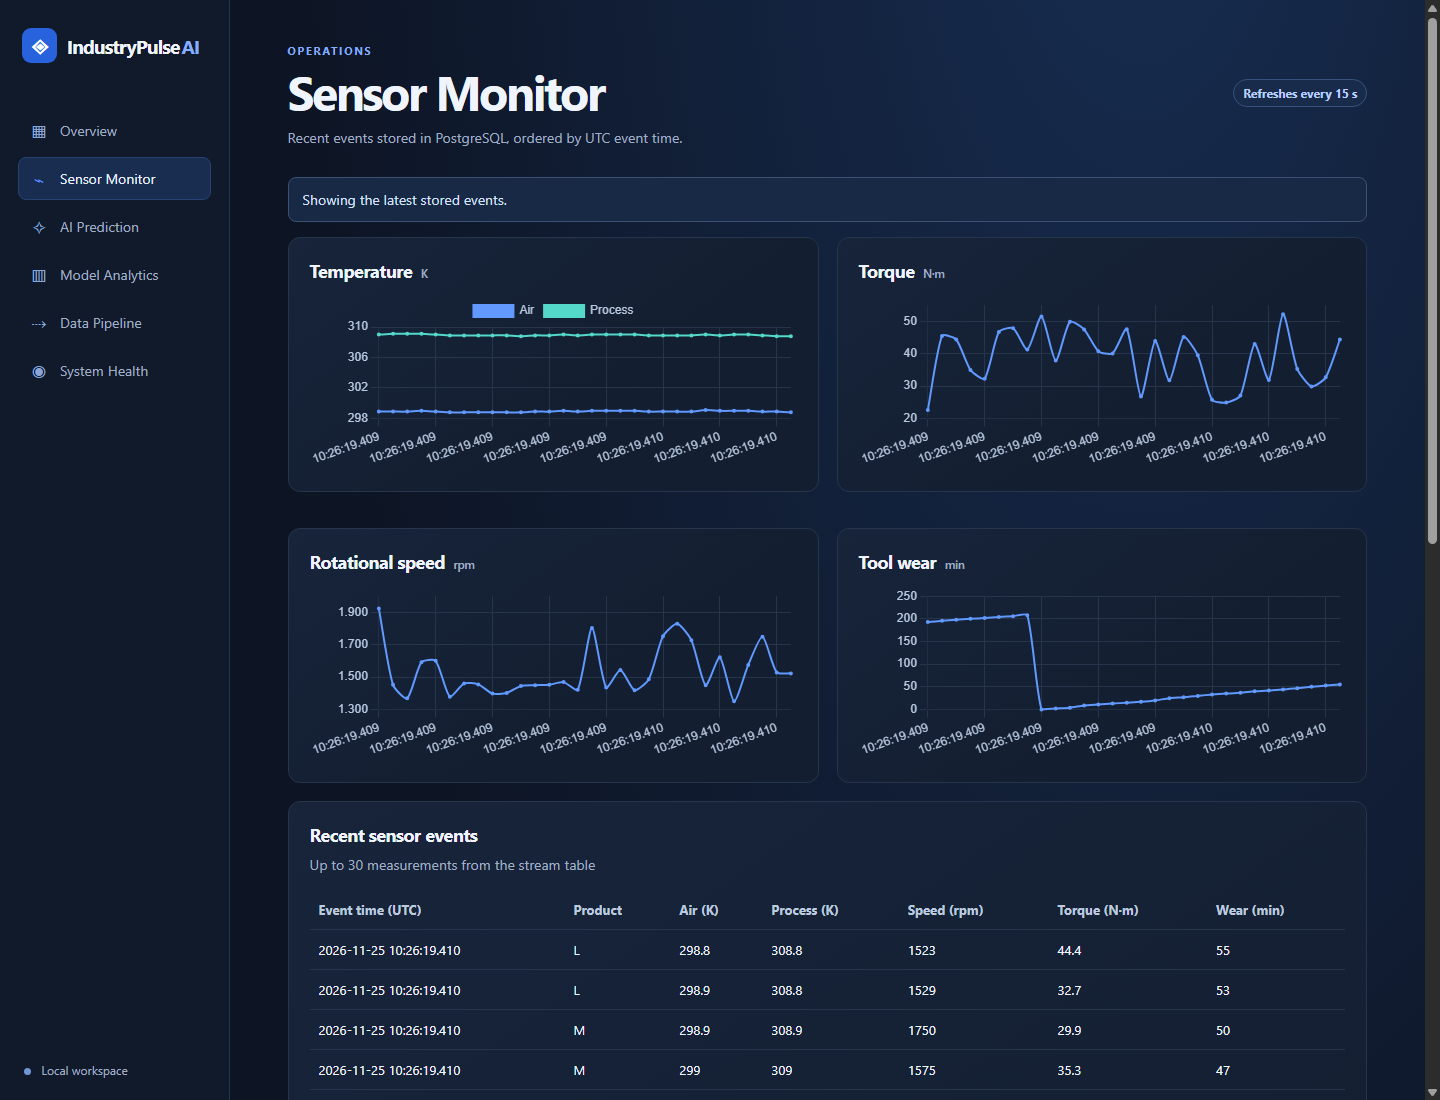 IndustryPulse AI
Overview
Sensor Monitor
AI Prediction
Model Analytics
Data Pipeline
System Health
Local workspace
OPERATIONS
Sensor Monitor
Refreshes every 15 s
Recent events stored in PostgreSQL, ordered by UTC event time.
Showing the latest stored events.
Temperature K
Air Process
310
306
302
298
10:26:19.409 10:26:19.409 10:26:19.409 10:26:19.409 10:26:19.409 10:26:19.410 10:26:19.410 10:26:19.410
Torque N·m
50
40
30
20
10:26:19.409 10:26:19.409 10:26:19.409 10:26:19.409 10:26:19.409 10:26:19.410 10:26:19.410 10:26:19.410
Rotational speed rpm
1.900
1.700
1.500
1.300
10:26:19.409 10:26:19.409 10:26:19.409 10:26:19.409 10:26:19.409 10:26:19.410 10:26:19.410 10:26:19.410
Tool wear min
250
200
150
100
50
0
10:26:19.409 10:26:19.409 10:26:19.409 10:26:19.409 10:26:19.409 10:26:19.410 10:26:19.410 10:26:19.410
Recent sensor events
Up to 30 measurements from the stream table
Event time (UTC) Product Air (K) Process (K) Speed (rpm) Torque (N·m) Wear (min)
2026-11-25 10:26:19.410 L 298.8 308.8 1523 44.4 55
2026-11-25 10:26:19.410 L 298.9 308.8 1529 32.7 53
2026-11-25 10:26:19.410 M 298.9 308.9 1750 29.9 50
2026-11-25 10:26:19.410 M 299 309 1575 35.3 47